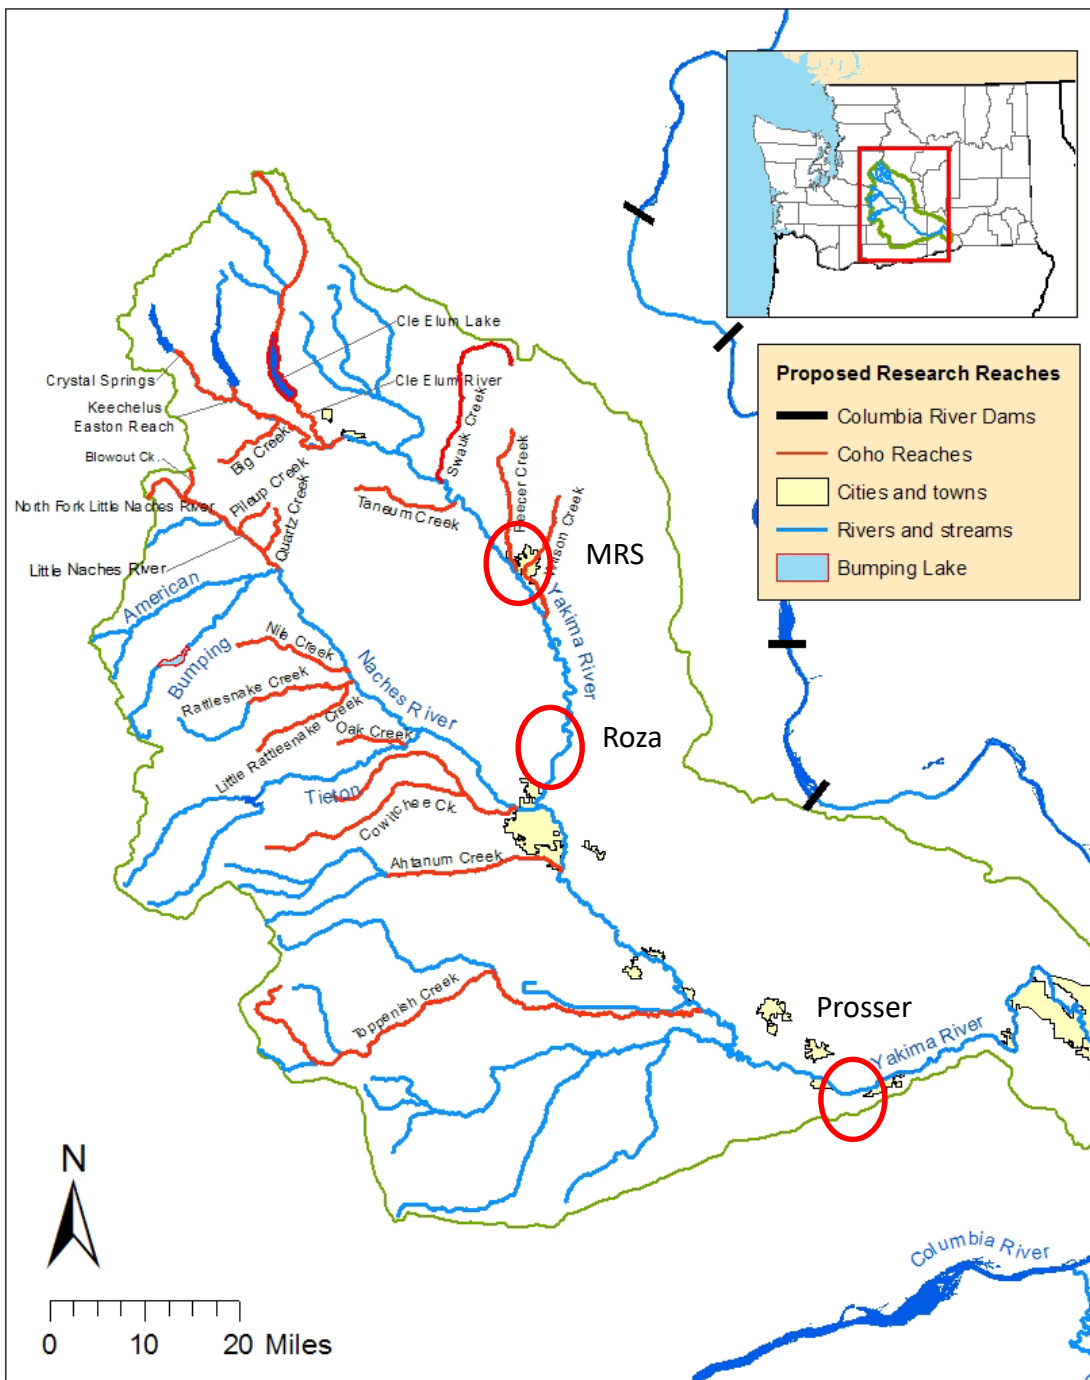 Cle Elum Lake
Crystal Springs
Cle Elum River
Keechelus
Easton Reach
Swauk Creek
Big Creek
Blowout Ck.
Reecer Creek
Pileup Creek
North Fork Little Naches River
Taneum Creek
Quartz Creek
Wilson Creek
MRS
Little Naches River
American
Yakima River
Nile Creek
Bumping
Naches River
Rattlesnake Creek
Little Rattlesnake Creek
Oak Creek
Roza
Tieton
Cowitchee Ck.
Ahtanum Creek
Toppenish Creek
Prosser
Yakima River
Columbia River
Proposed Research Reaches
Columbia River Dams
Coho Reaches
Cities and towns
Rivers and streams
Bumping Lake
N
0 10 20 Miles